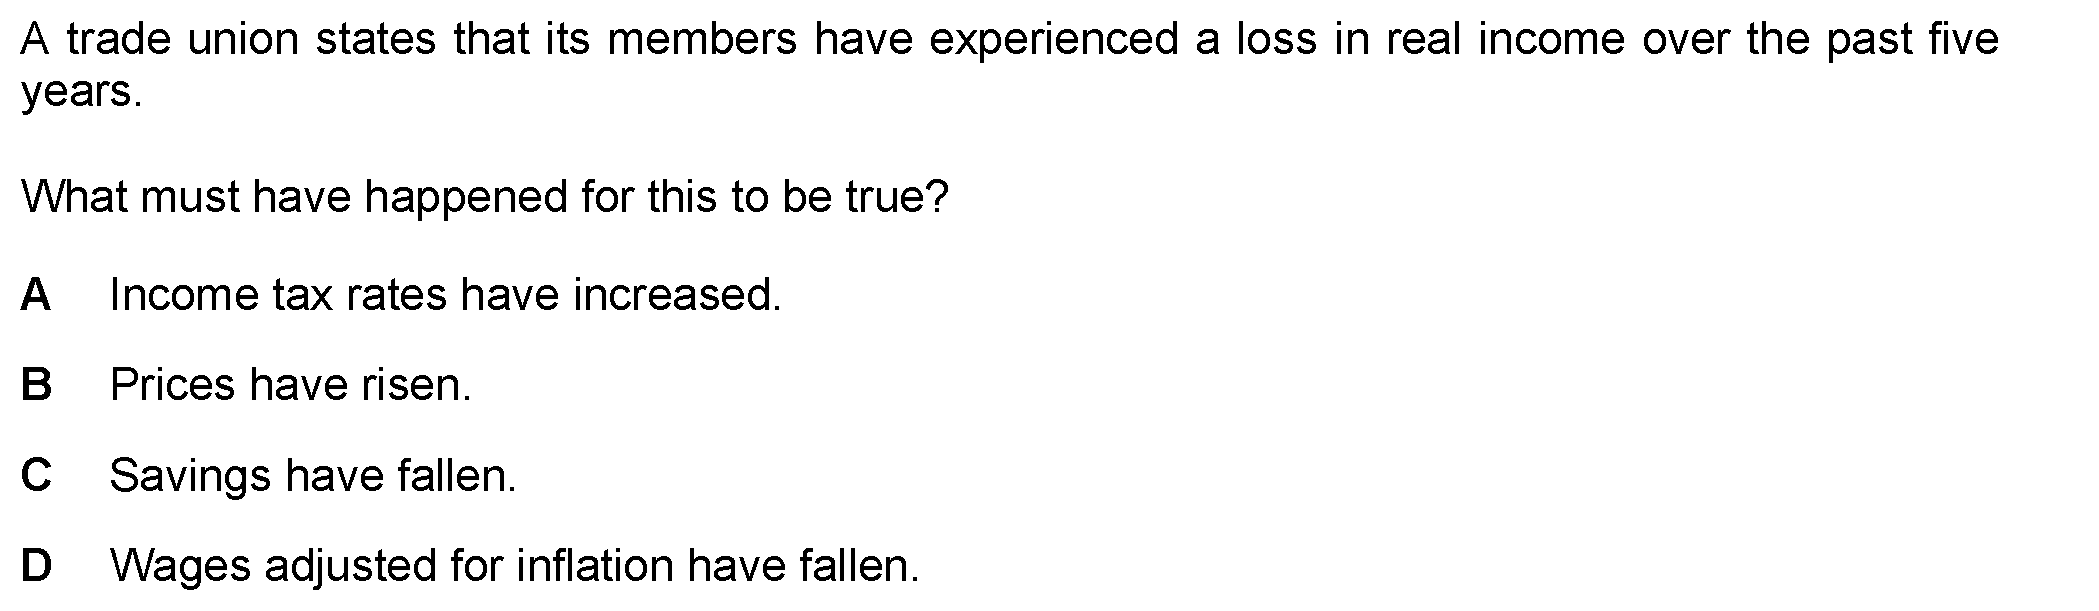 A trade union states that its members have experienced a loss in real income over the past five
years.
What must have happened for this to be true?
A Income tax rates have increased.
B Prices have risen.
C Savings have fallen.
D Wages adjusted for inflation have fallen.